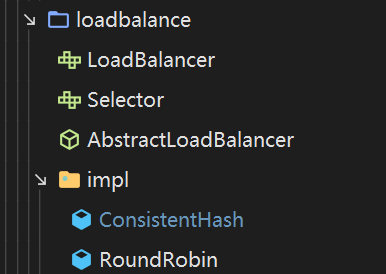 loadbalance
LoadBalancer
Selector
AbstractLoadBalancer
impl
ConsistentHash
RoundRobin